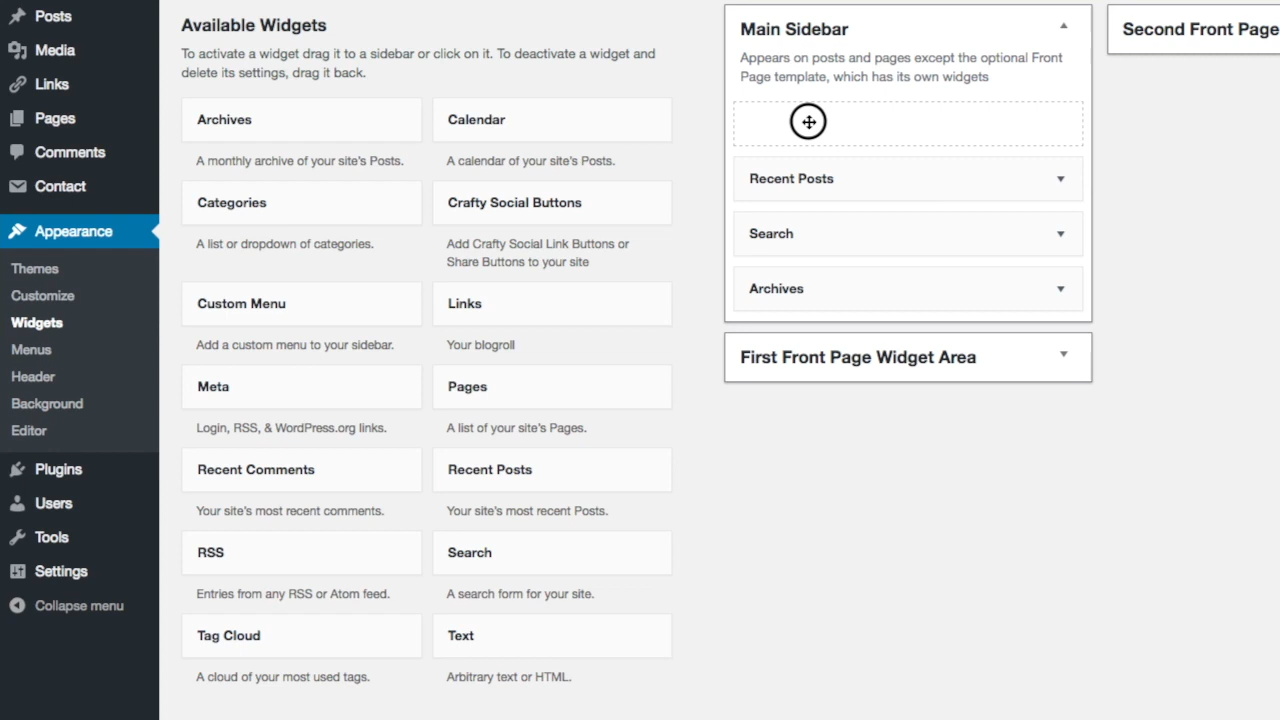 Posts
Media
Links
Pages
Comments
Contact
Appearance
Themes
Customize
Widgets
Menus
Header
Background
Editor
Plugins
Users
Tools
Settings
Collapse menu
Available Widgets
To activate a widget drag it to a sidebar or click on it. To deactivate a widget and
delete its settings, drag it back.
Archives
A monthly archive of your site's Posts.
Calendar
A calendar of your site's Posts.
Categories
A list or dropdown of categories.
Crafty Social Buttons
Add Crafty Social Link Buttons or
Share Buttons to your site
Custom Menu
Add a custom menu to your sidebar.
Links
Your blogroll
Meta
Login, RSS, & WordPress.org links.
Pages
A list of your site's Pages.
Recent Comments
Your site's most recent comments.
Recent Posts
Your site's most recent Posts.
RSS
Entries from any RSS or Atom feed.
Search
A search form for your site.
Tag Cloud
A cloud of your most used tags.
Text
Arbitrary text or HTML.
Main Sidebar
Appears on posts and pages except the optional Front
Page template, which has its own widgets
Recent Posts
Search
Archives
First Front Page Widget Area
Second Front Page